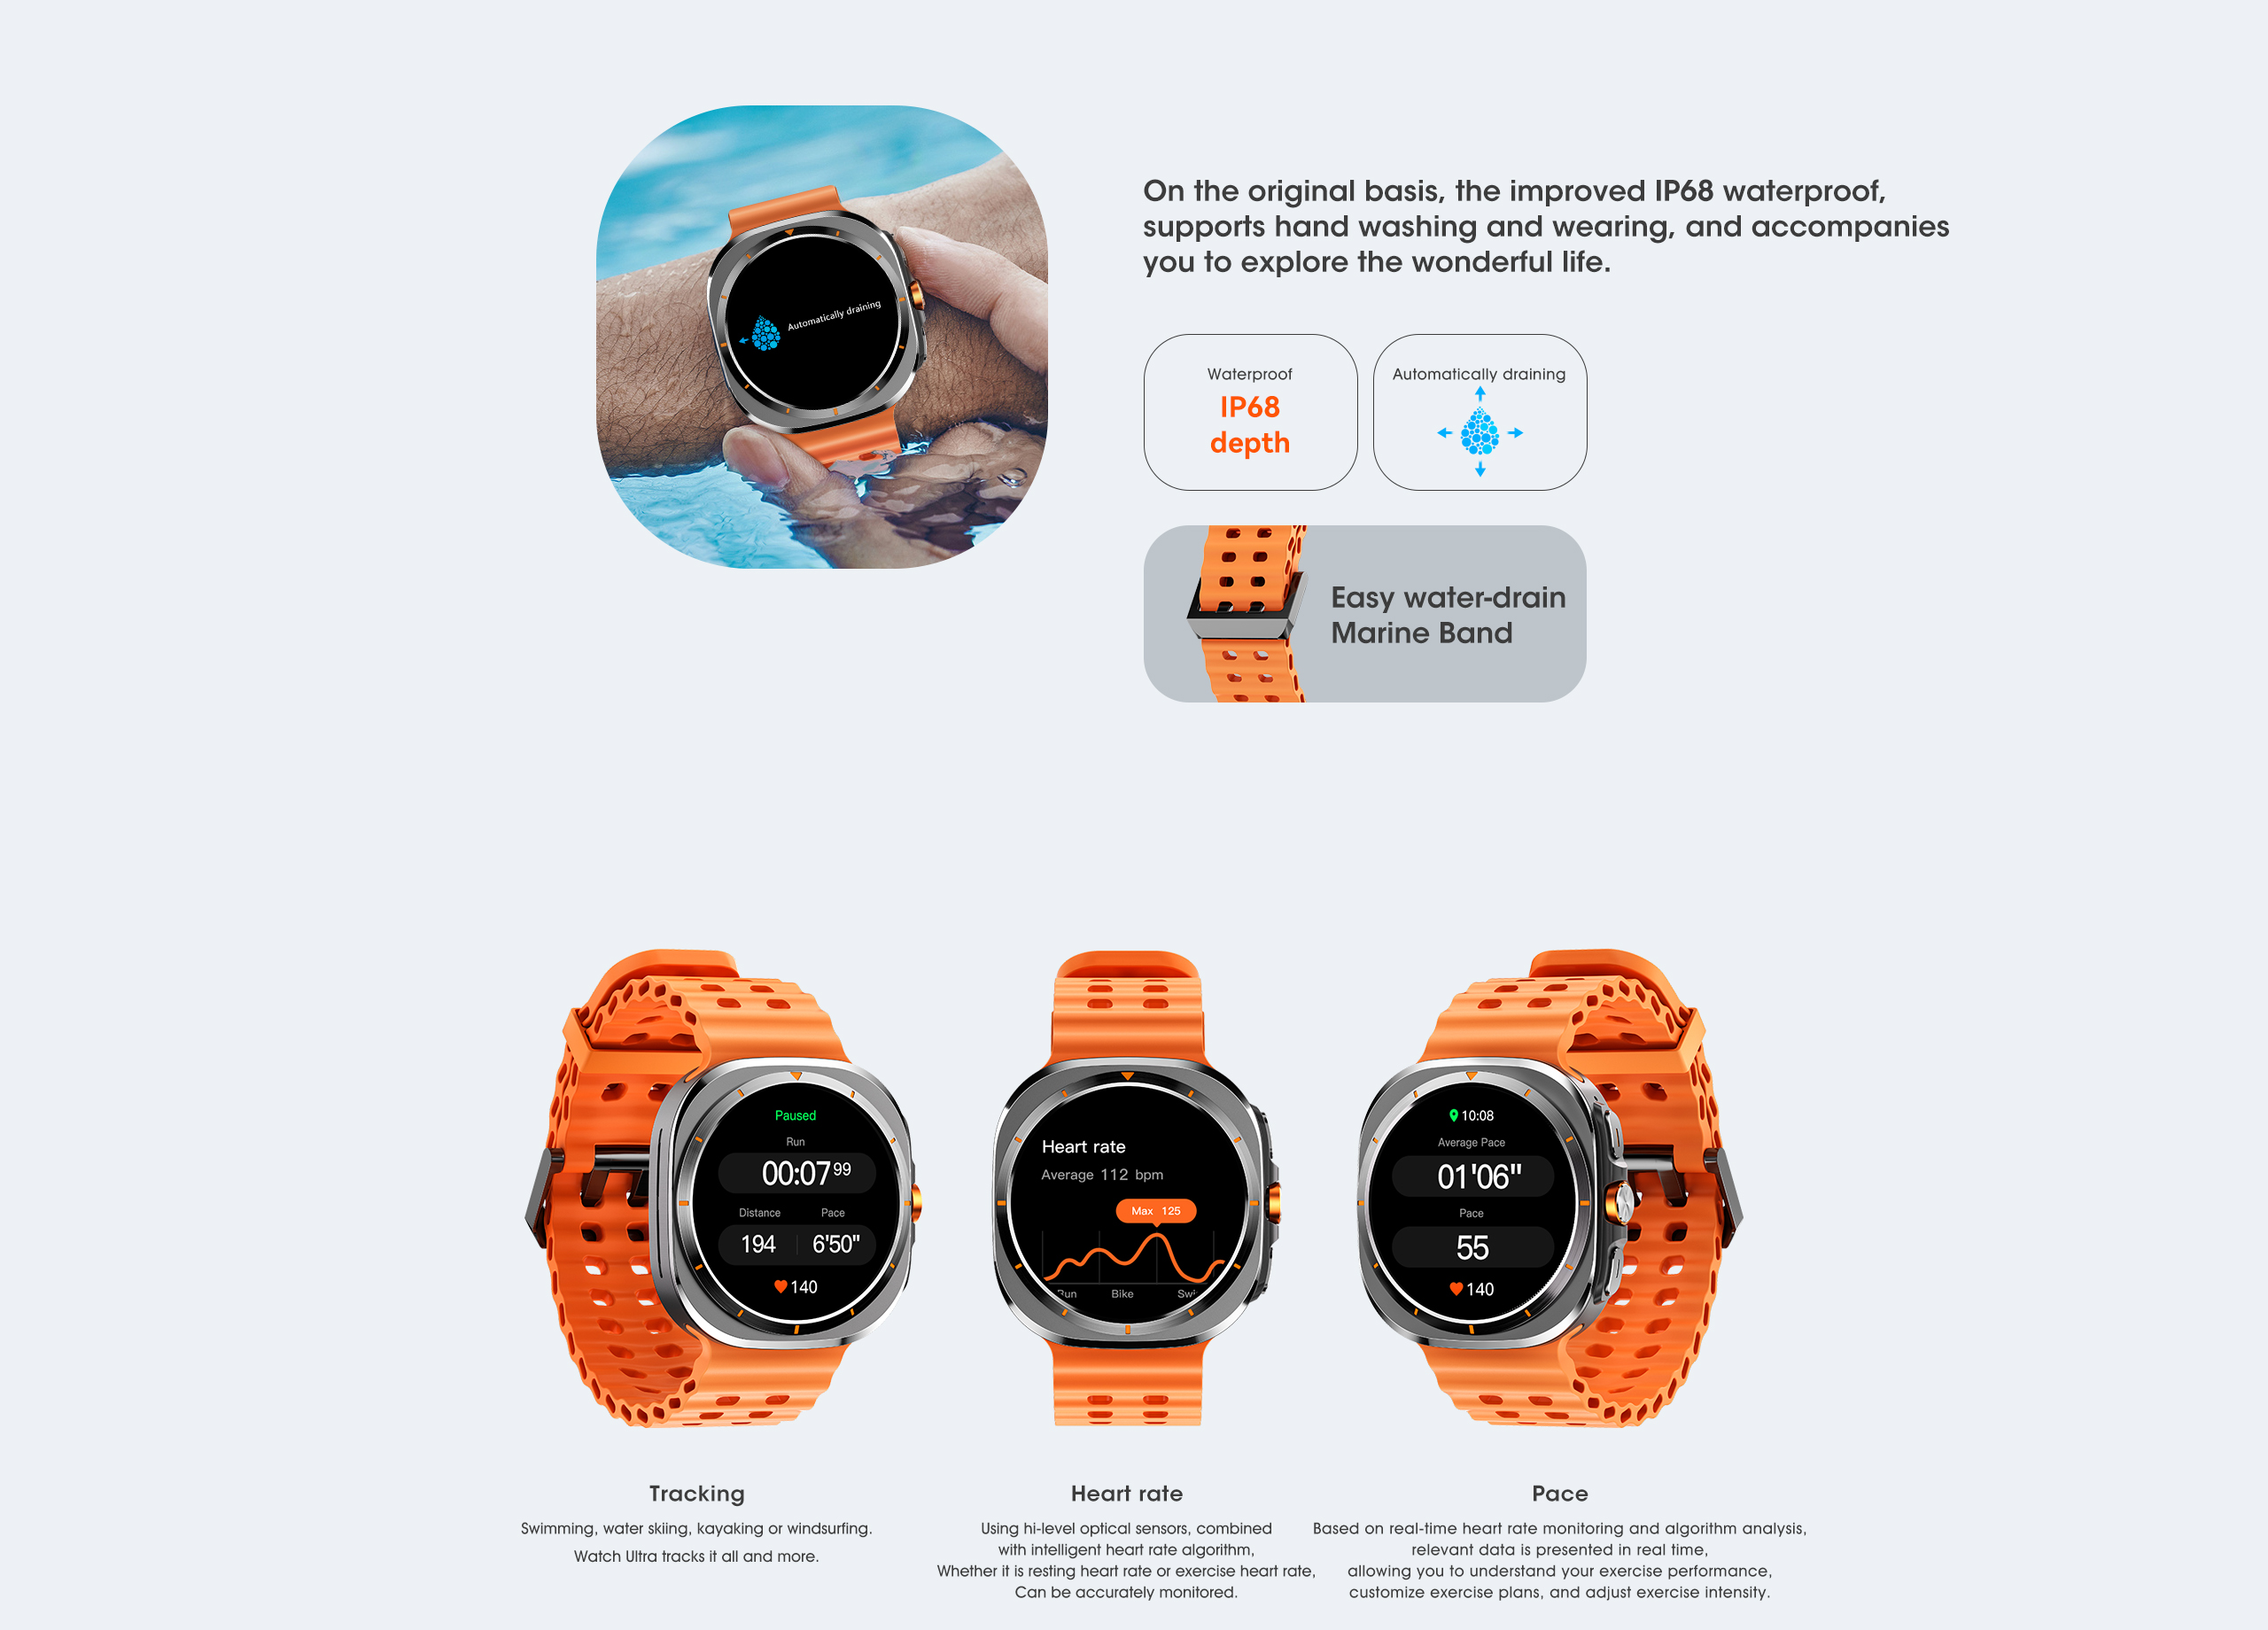 On the original basis, the improved IP68 waterproof,
supports hand washing and wearing, and accompanies
you to explore the wonderful life.
Automatically draining
Waterproof
IP68
depth
Automatically draining
Easy water-drain
Marine Band
Paused
Run
00:07 99
Distance Pace
194 6'50"
140
Heart rate
Average 112 bpm
Max 125
Run Bike Swi
10:08
Average Pace
01'06"
Pace
55
140
Tracking
Swimming, water skiing, kayaking or windsurfing.
Watch Ultra tracks it all and more.
Heart rate
Using hi-level optical sensors, combined
with intelligent heart rate algorithm,
Whether it is resting heart rate or exercise heart rate,
Can be accurately monitored.
Pace
Based on real-time heart rate monitoring and algorithm analysis,
relevant data is presented in real time,
allowing you to understand your exercise performance,
customize exercise plans, and adjust exercise intensity.